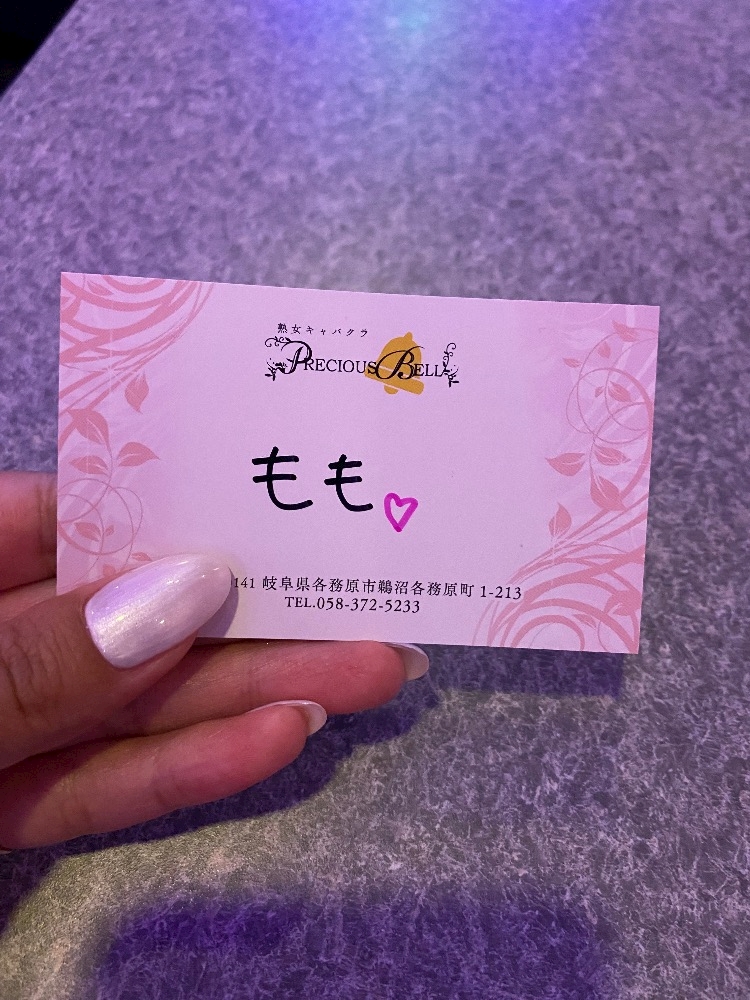 熟女キャバクラ
PRECIOUS BELL
もも♡
141 岐阜県各務原市鵜沼各務原町 1-213
TEL.058-372-5233